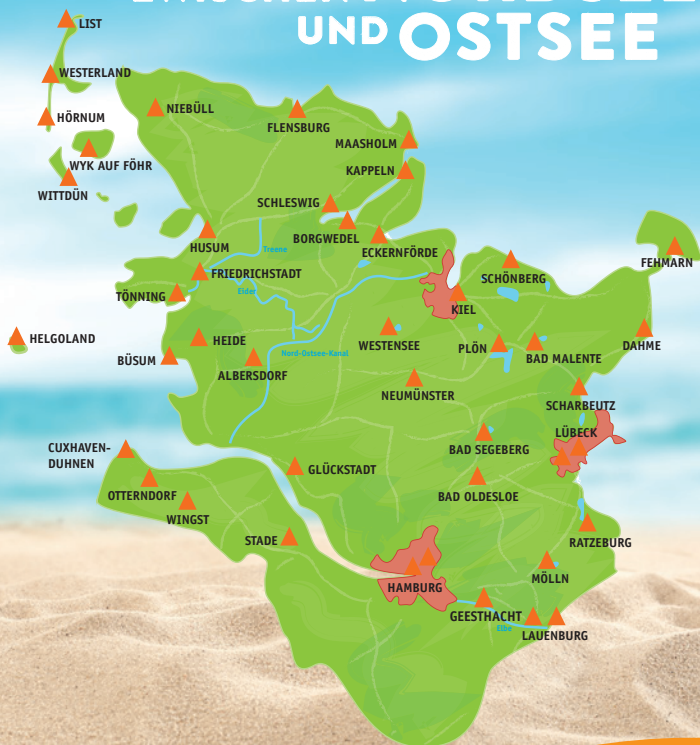 UND OSTSEE
LIST
WESTERLAND
HÖRNUM
WYK AUF FÖHR
WITTDÜN
NIEBÜLL
FLENSBURG
MAASHOLM
KAPPELN
SCHLESWIG
BORGWEDEL
ECKERNFÖRDE
HUSUM
Treene
FRIEDRICHSTADT
TÖNNING
Eider
FEHMARN
SCHÖNBERG
KIEL
HELGOLAND
HEIDE
BÜSUM
ALBERSDORF
Nord-Ostsee-Kanal
WESTENSEE
PLÖN
BAD MALENTE
DAHME
NEUMÜNSTER
SCHARBEUTZ
LÜBECK
BAD SEGEBERG
CUXHAVEN-
DUHNEN
GLÜCKSTADT
OTTERNDORF
BAD OLDESLOE
WINGST
STADE
RATZEBURG
MÖLLN
HAMBURG
GEESTHACHT
Elbe
LAUENBURG